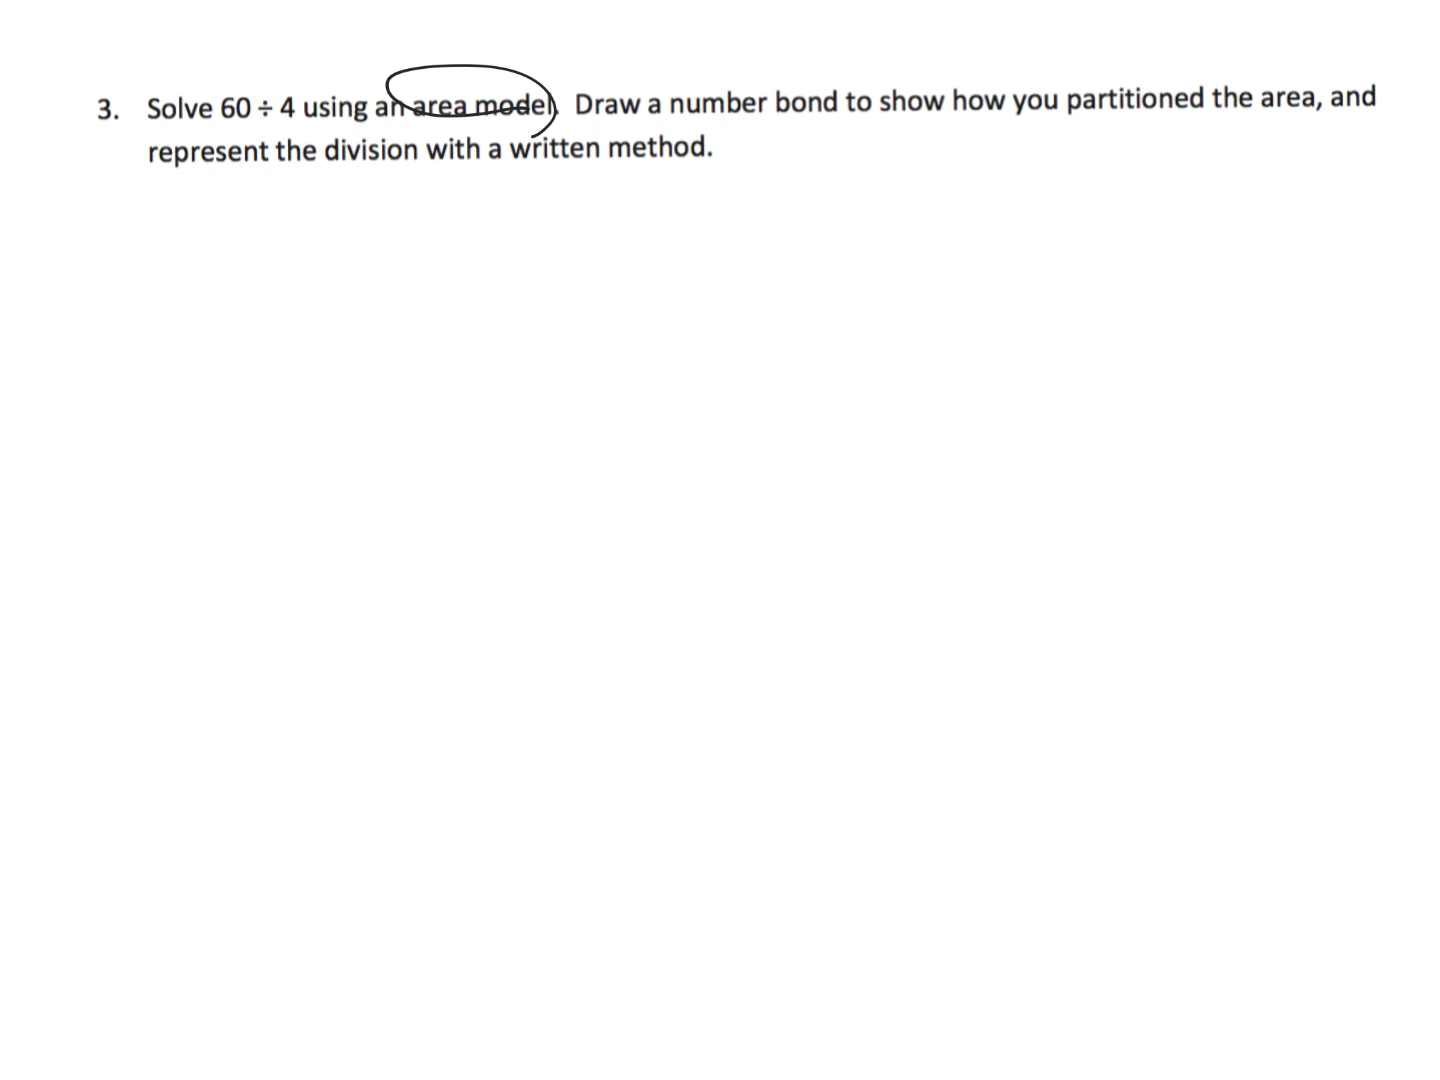 3. Solve 60 ÷ 4 using an area model. Draw a number bond to show how you partitioned the area, and
represent the division with a written method.